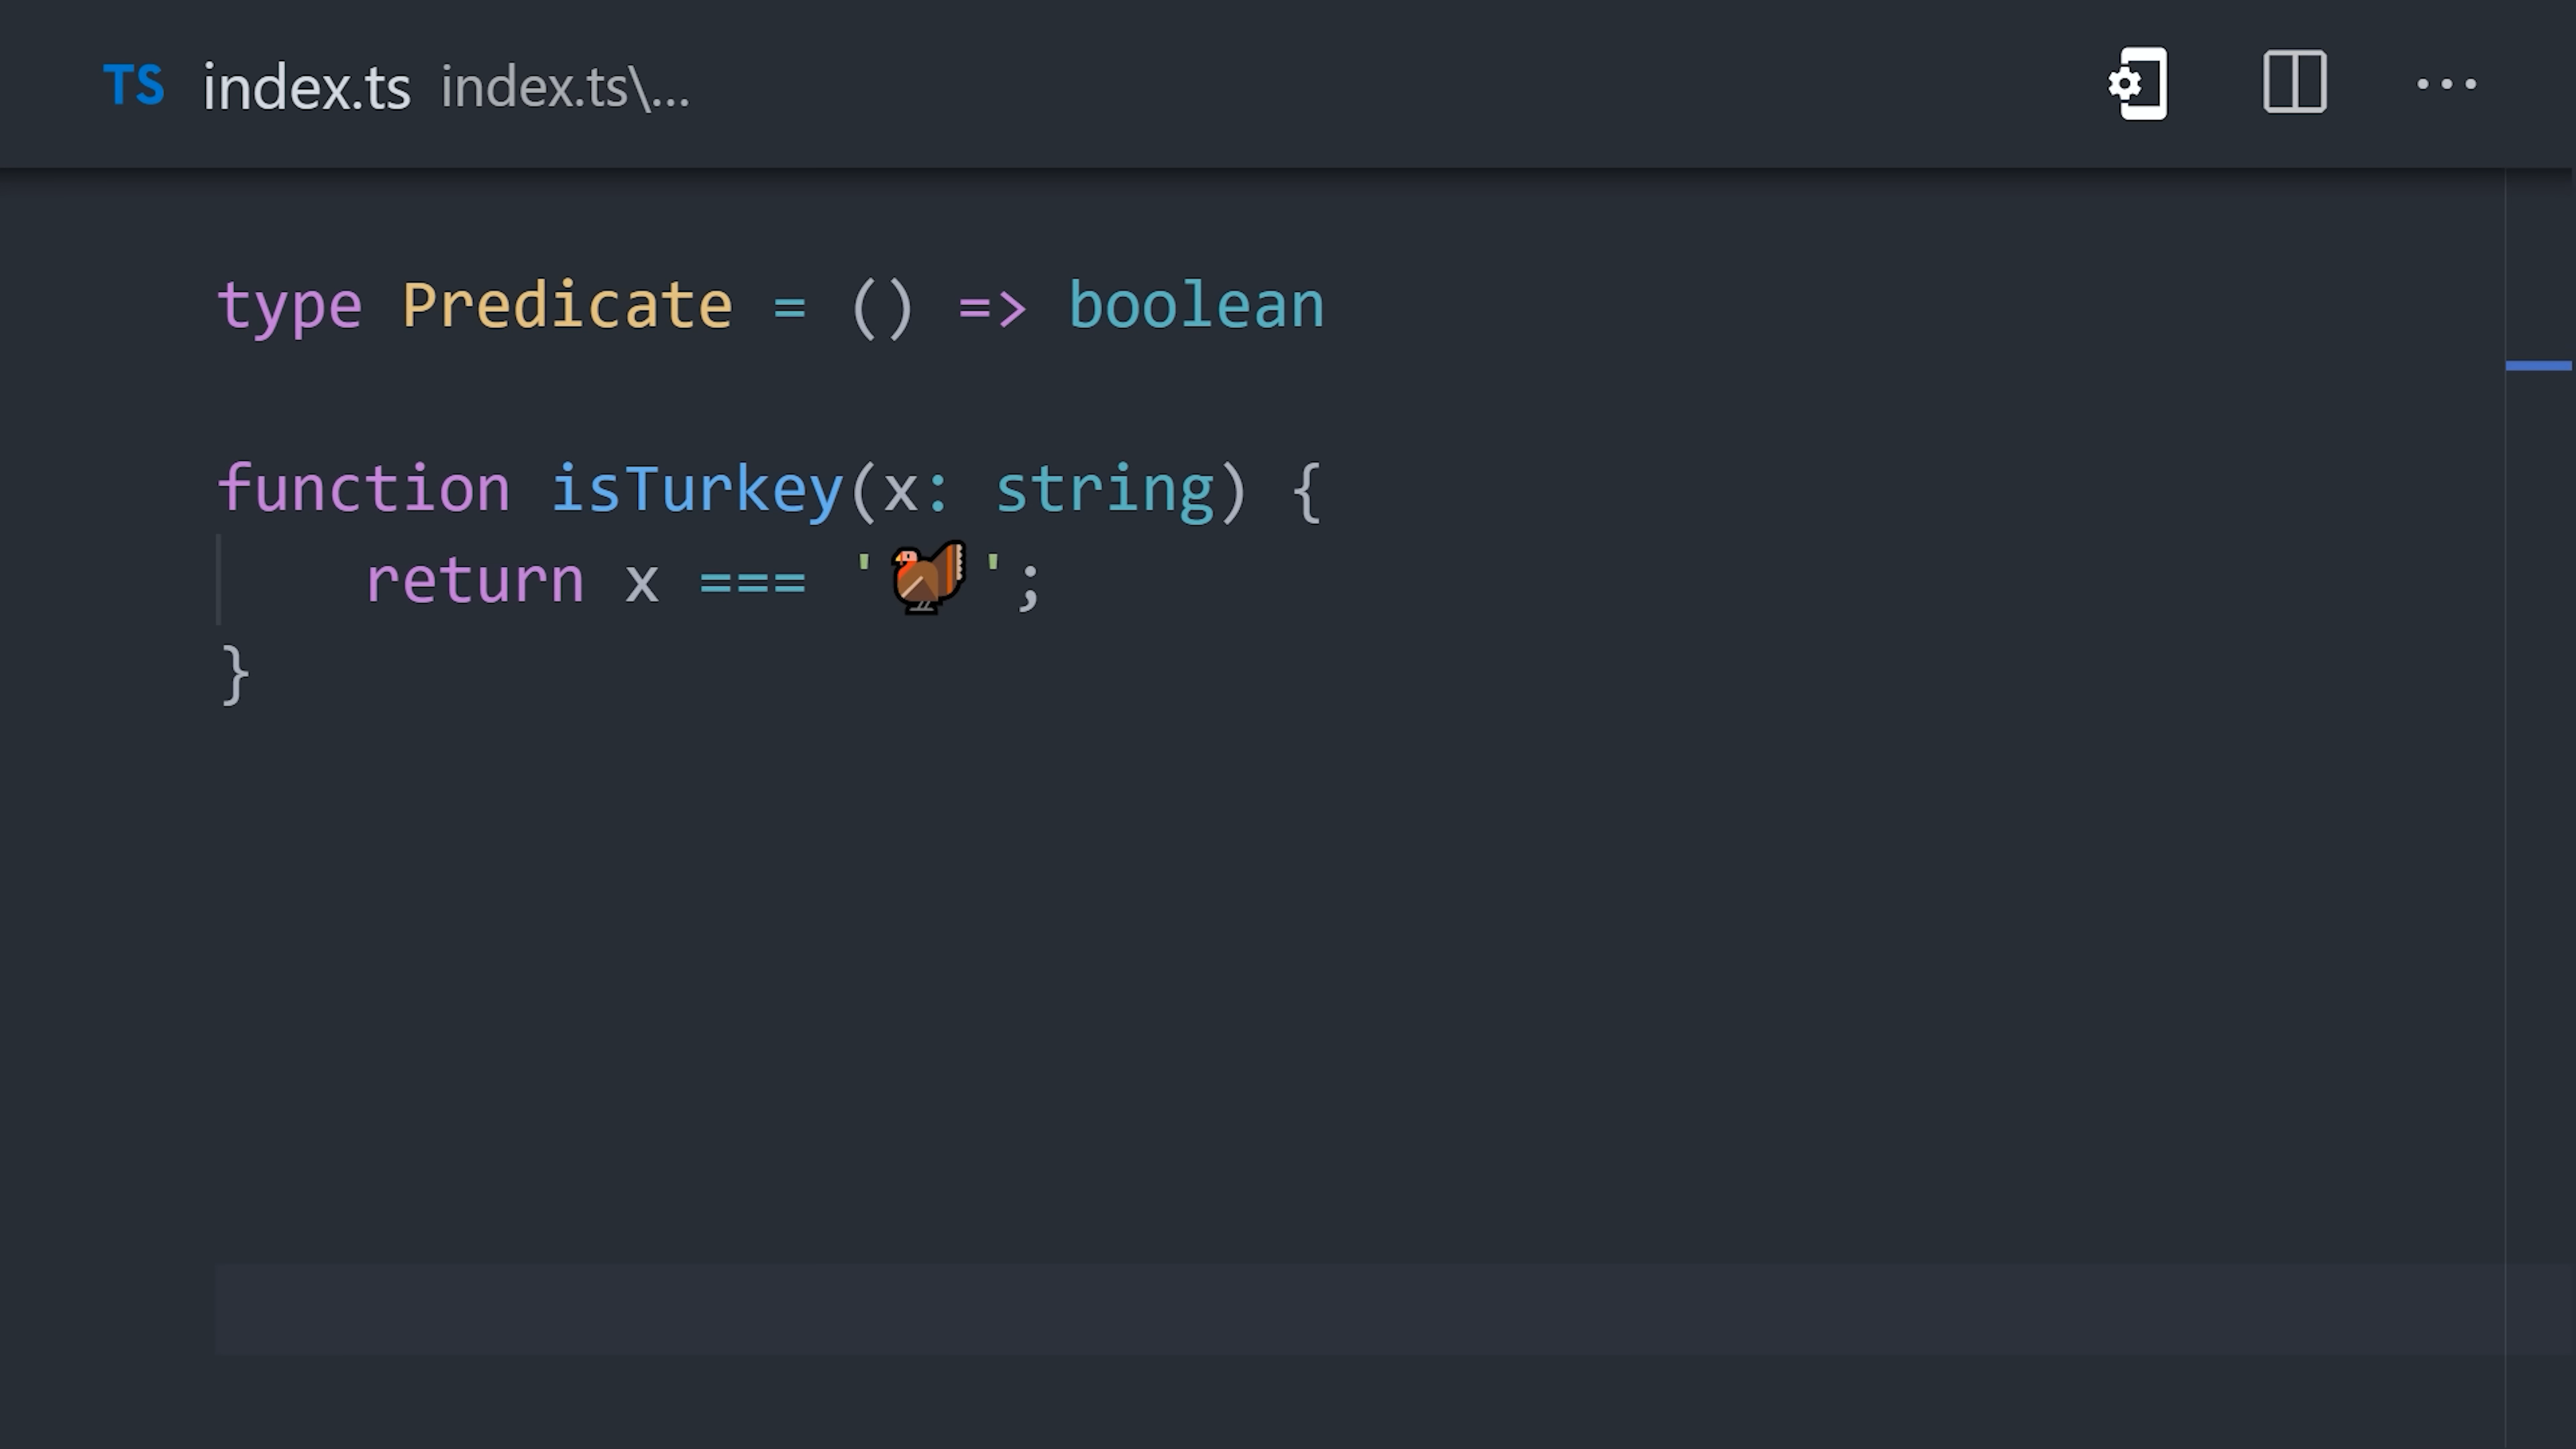 TS index.ts index.ts\...
type Predicate = () => boolean
function isTurkey(x: string) {
return x === '🦃';
}